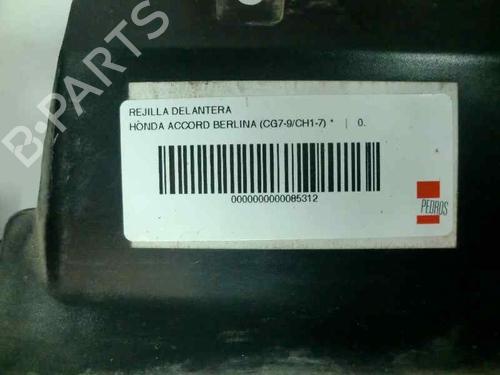 REJILLA DELANTERA
HONDA ACCORD BERLINA (CG7-9/CH1-7) * | 0.
0000000000085312
PEDROS
B-PARTS